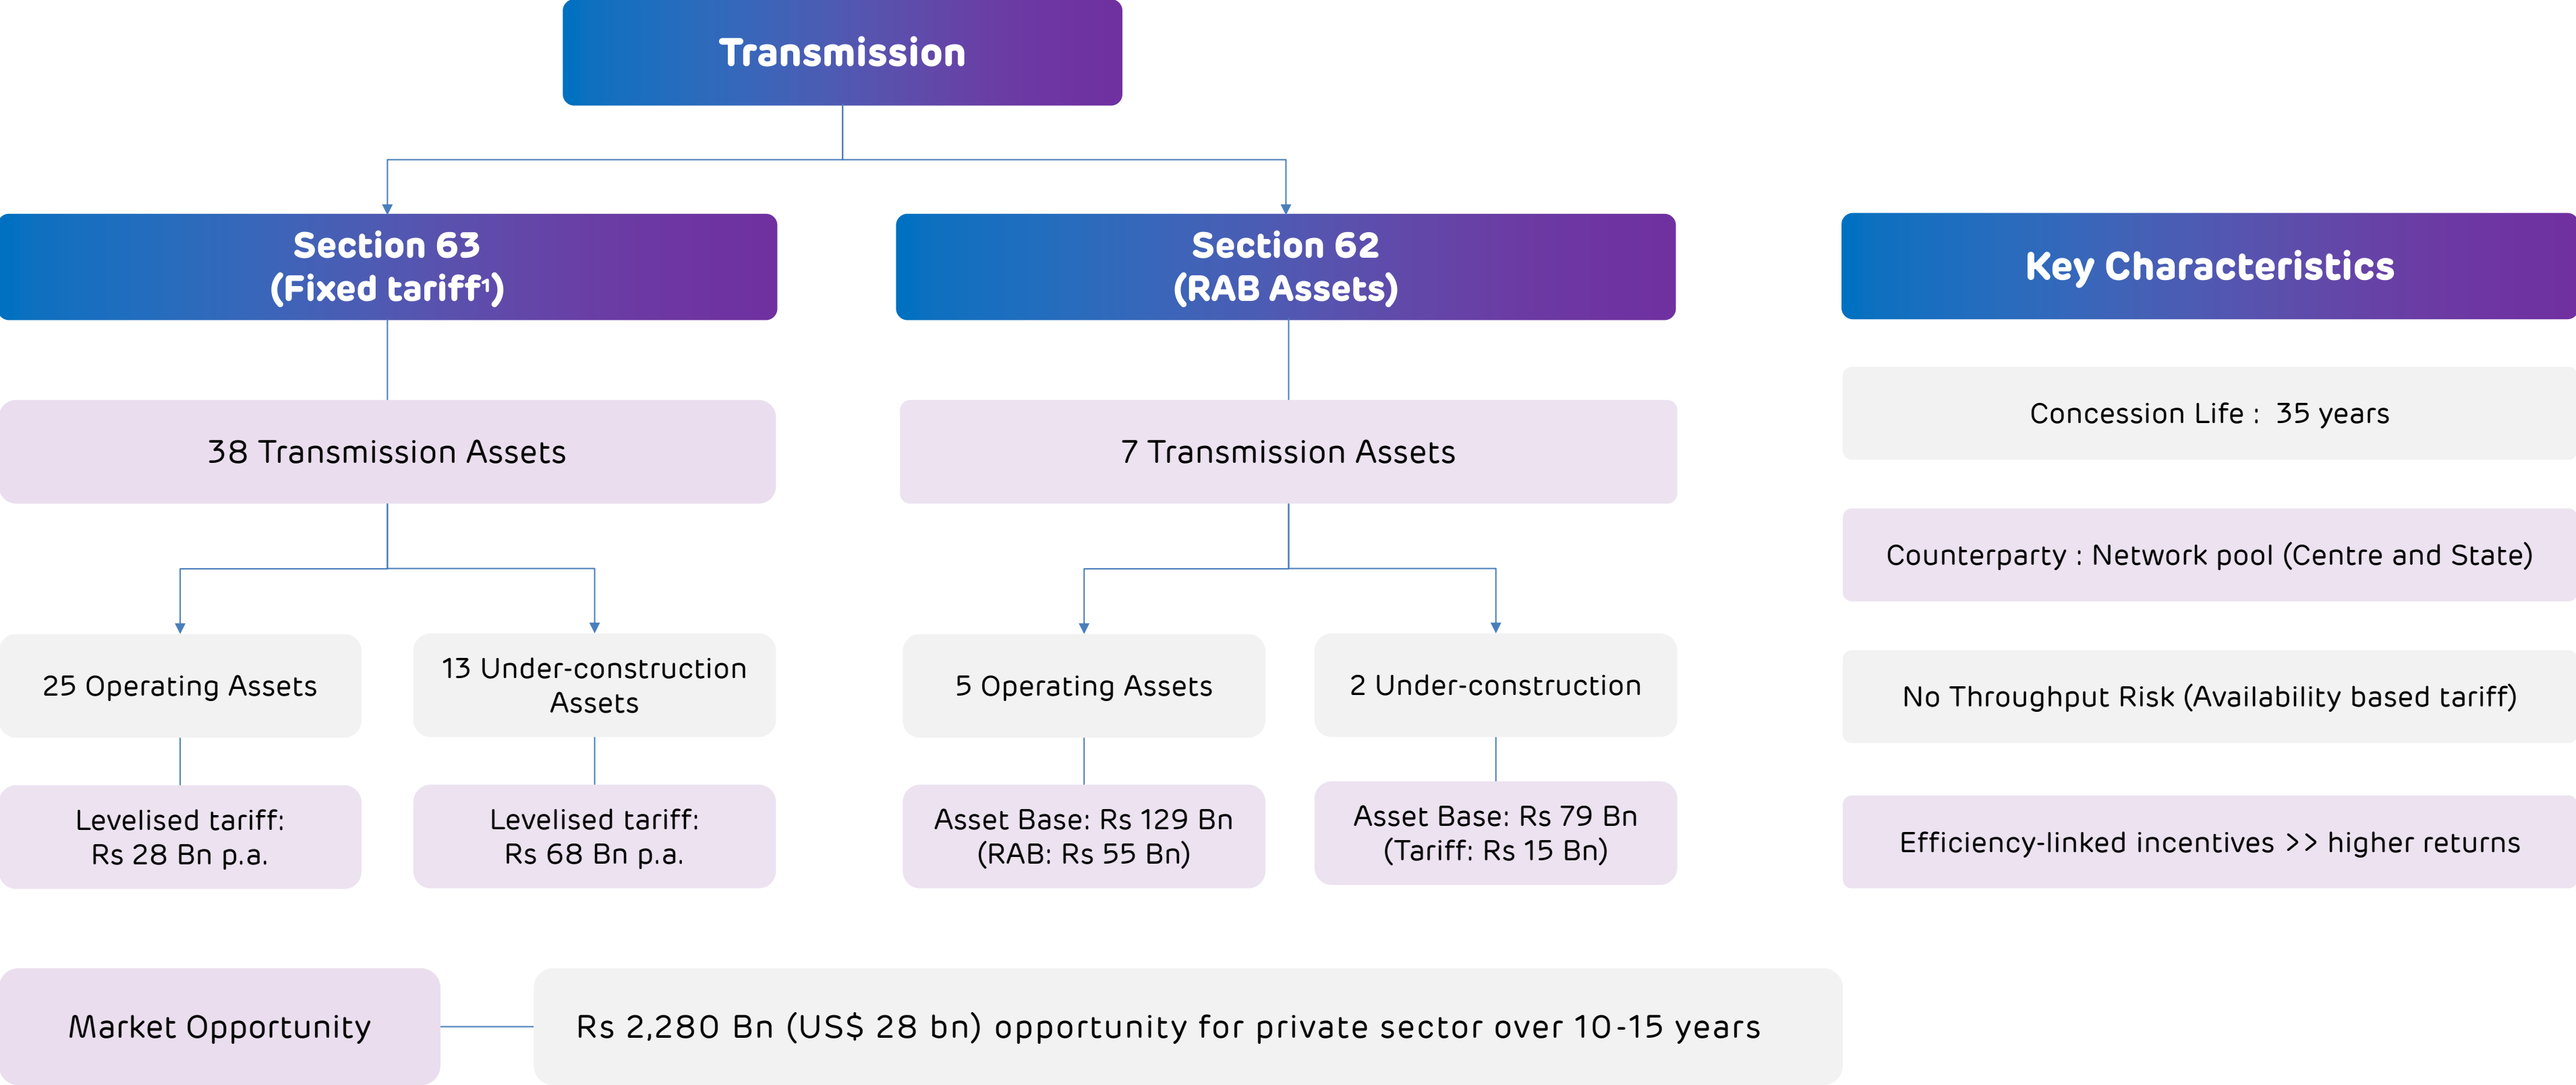 Transmission
Section 63
(Fixed tariff¹)
Section 62
(RAB Assets)
Key Characteristics
38 Transmission Assets
7 Transmission Assets
Concession Life :  35 years
Counterparty : Network pool (Centre and State)
25 Operating Assets
13 Under-construction
Assets
5 Operating Assets
2 Under-construction
No Throughput Risk (Availability based tariff)
Levelised tariff:
Rs 28 Bn p.a.
Levelised tariff:
Rs 68 Bn p.a.
Asset Base: Rs 129 Bn
(RAB: Rs 55 Bn)
Asset Base: Rs 79 Bn
(Tariff: Rs 15 Bn)
Efficiency-linked incentives >> higher returns
Market Opportunity
Rs 2,280 Bn (US$ 28 bn) opportunity for private sector over 10-15 years